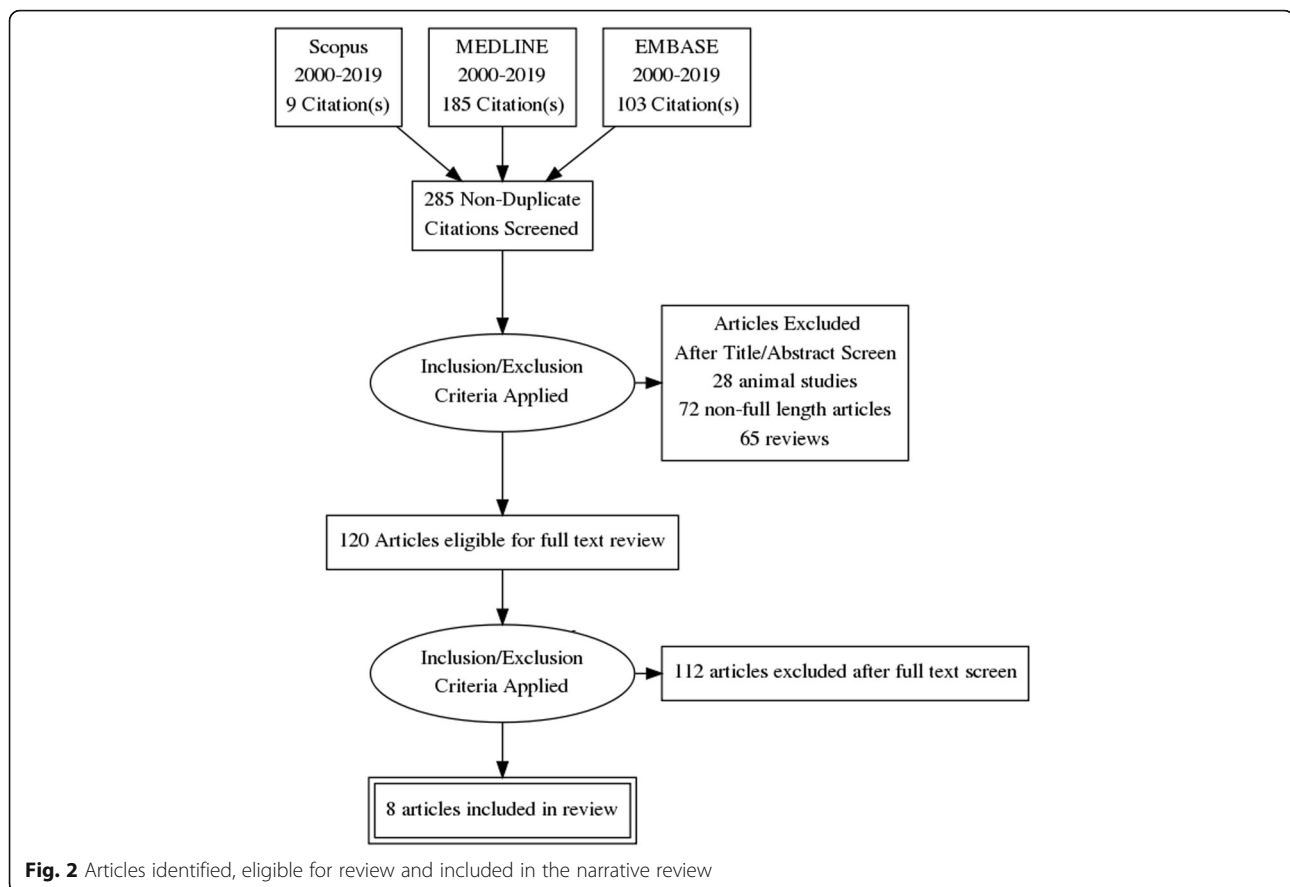 Scopus
2000-2019
9 Citation(s)
MEDLINE
2000-2019
185 Citation(s)
EMBASE
2000-2019
103 Citation(s)
285 Non-Duplicate
Citations Screened
Inclusion/Exclusion
Criteria Applied
Articles Excluded
After Title/Abstract Screen
28 animal studies
72 non-full length articles
65 reviews
120 Articles eligible for full text review
Inclusion/Exclusion
Criteria Applied
112 articles excluded after full text screen
8 articles included in review
Fig. 2 Articles identified, eligible for review and included in the narrative review